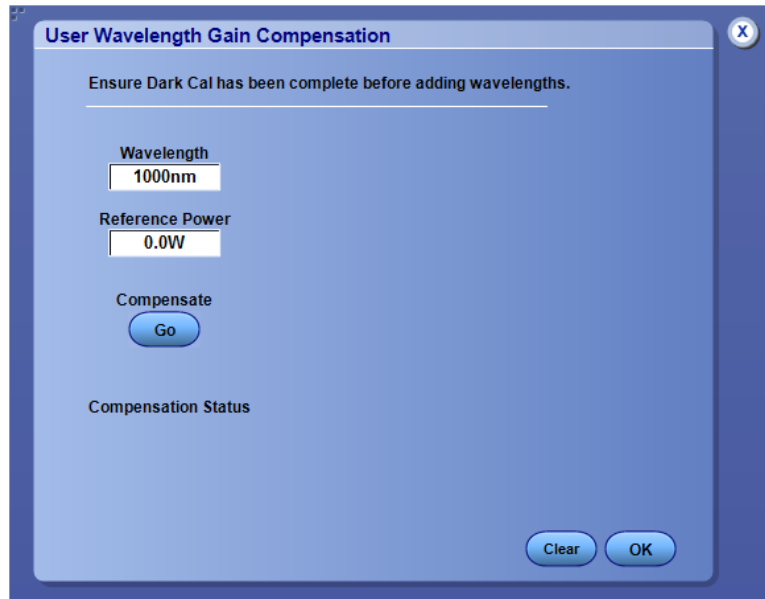 User Wavelength Gain Compensation
X
Ensure Dark Cal has been complete before adding wavelengths.
Wavelength
1000nm
Reference Power
0.0W
Compensate
Go
Compensation Status
Clear
OK